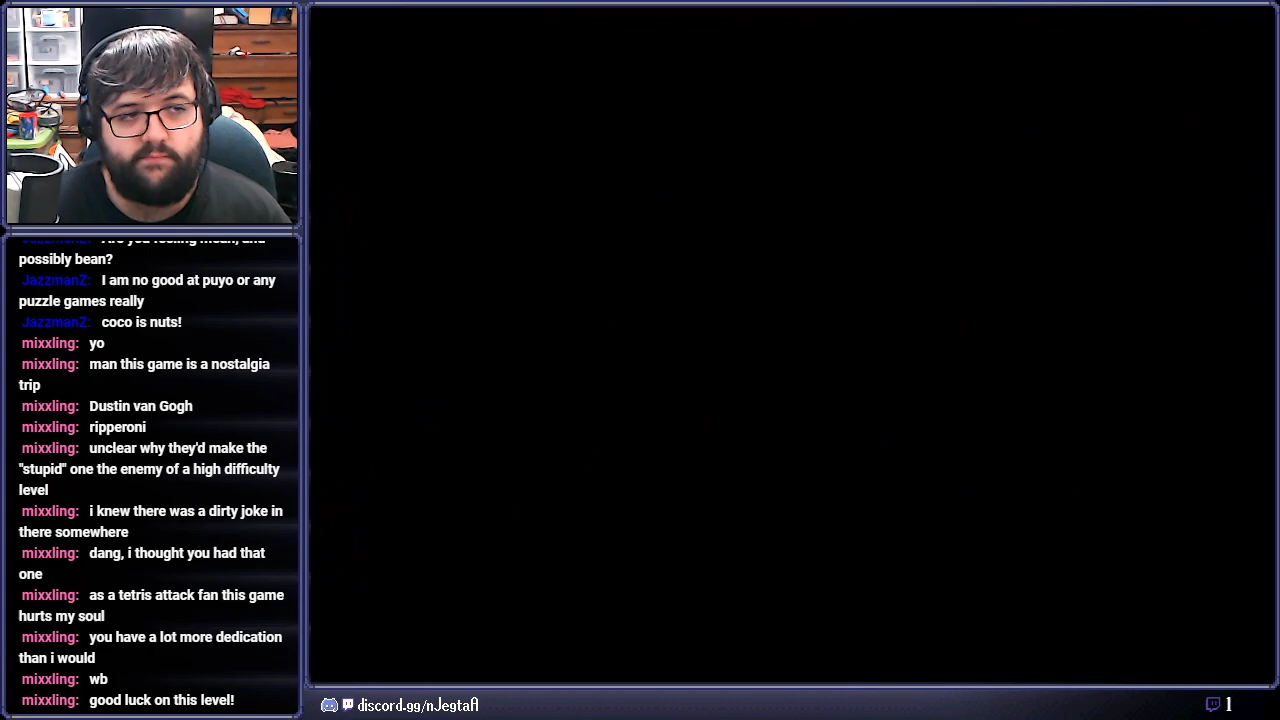 possibly bean?
JazzmanZ: I am no good at puyo or any
puzzle games really
JazzmanZ: coco is nuts!
mixxling: yo
mixxling: man this game is a nostalgia
trip
mixxling: Dustin van Gogh
mixxling: ripperoni
mixxling: unclear why they'd make the
"stupid" one the enemy of a high difficulty
level
mixxling: i knew there was a dirty joke in
there somewhere
mixxling: dang, i thought you had that
one
mixxling: as a tetris attack fan this game
hurts my soul
mixxling: you have a lot more dedication
than i would
mixxling: wb
mixxling: good luck on this level!
1